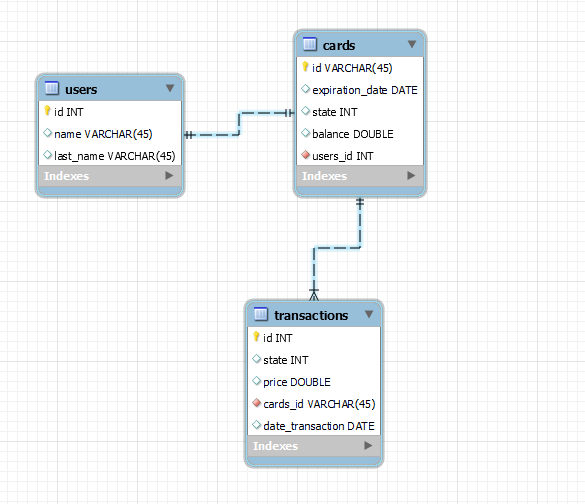 users
id INT
name VARCHAR(45)
last_name VARCHAR(45)
Indexes
cards
id VARCHAR(45)
expiration_date DATE
state INT
balance DOUBLE
users_id INT
Indexes
transactions
id INT
state INT
price DOUBLE
cards_id VARCHAR(45)
date_transaction DATE
Indexes